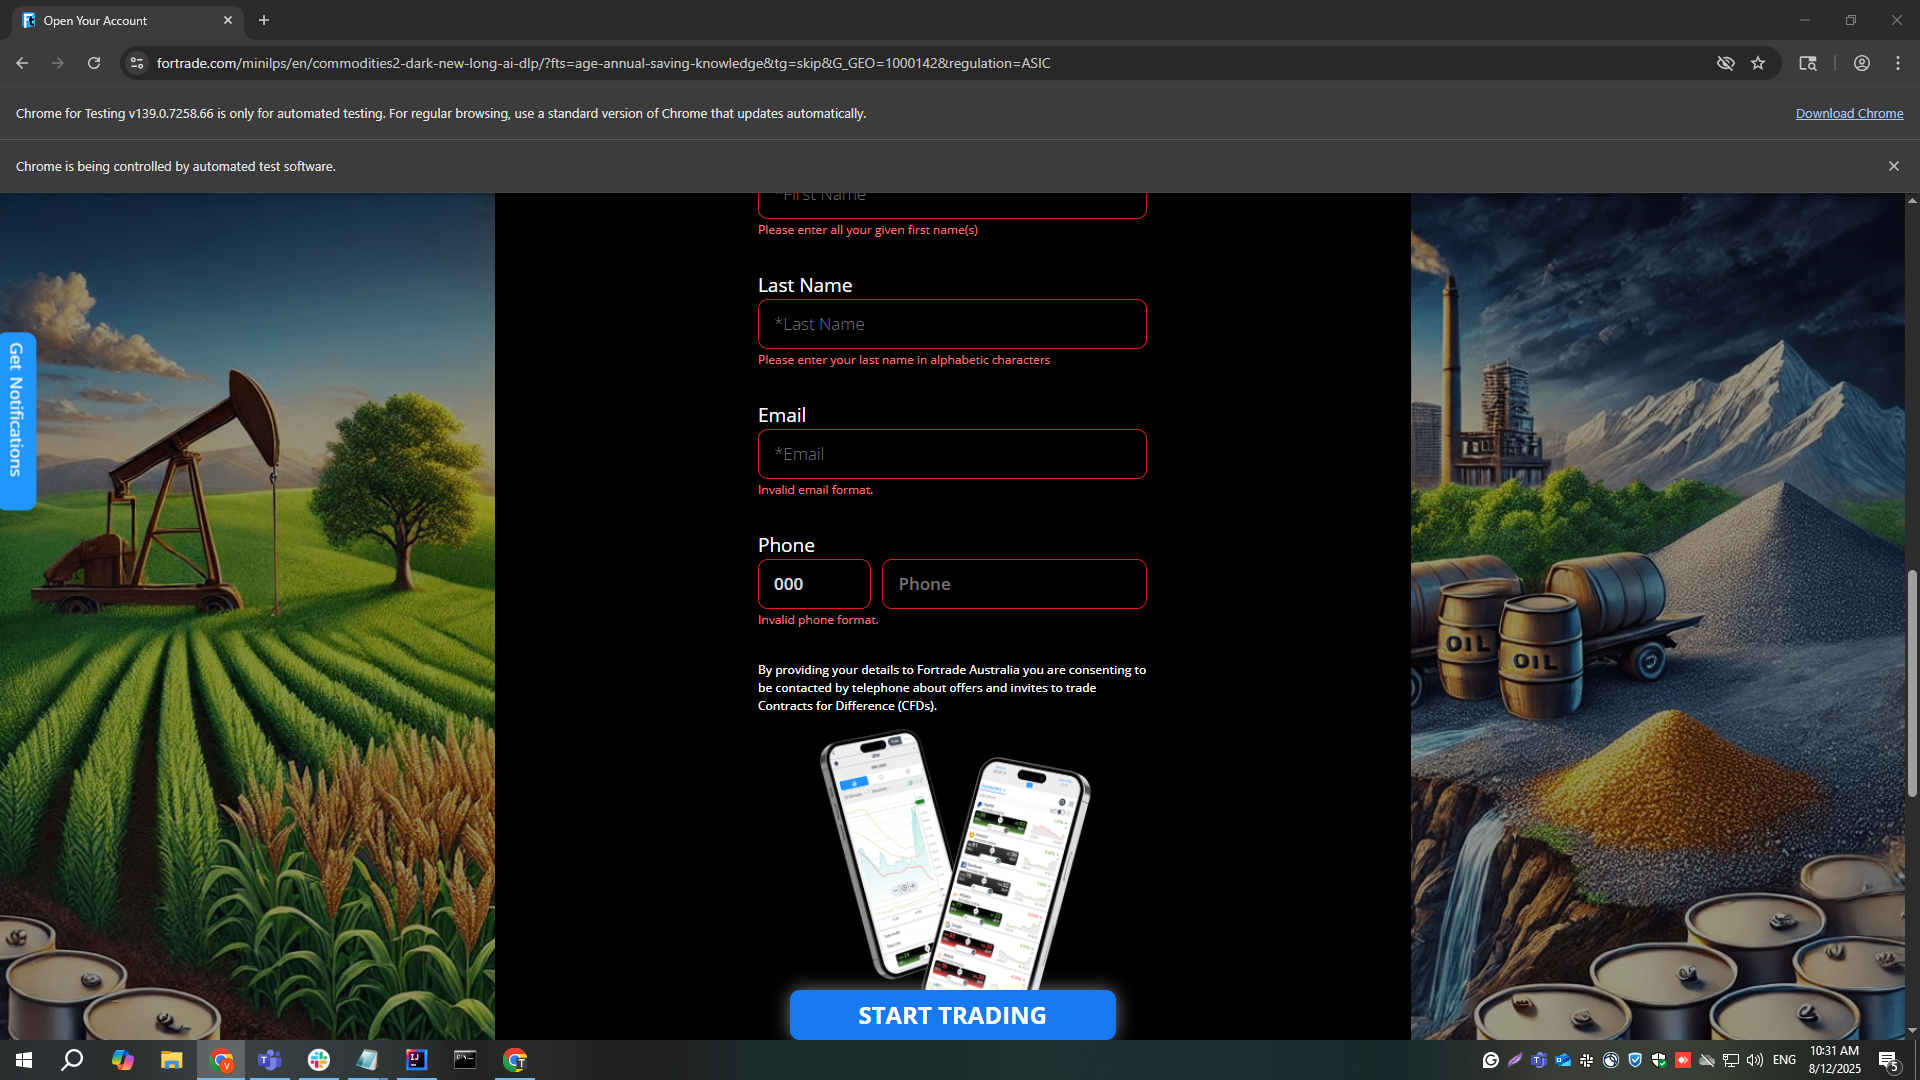 Open Your Account
fortrade.com/minilps/en/commodities2-dark-new-long-ai-dlp/?fts=age-annual-saving-knowledge&tg=skip&G_GEO=1000142&regulation=ASIC
Chrome for Testing v139.0.7258.66 is only for automated testing. For regular browsing, use a standard version of Chrome that updates automatically.
Download Chrome
Chrome is being controlled by automated test software.
*First Name
Please enter all your given first name(s)
Last Name
*Last Name
Please enter your last name in alphabetic characters
Get Notifications
Email
*Email
Invalid email format.
Phone
000
Phone
Invalid phone format.
OIL
OIL
By providing your details to Fortrade Australia you are consenting to
be contacted by telephone about offers and invites to trade
Contracts for Difference (CFDs).
START TRADING
ENG
10:31 AM
8/12/2025
5